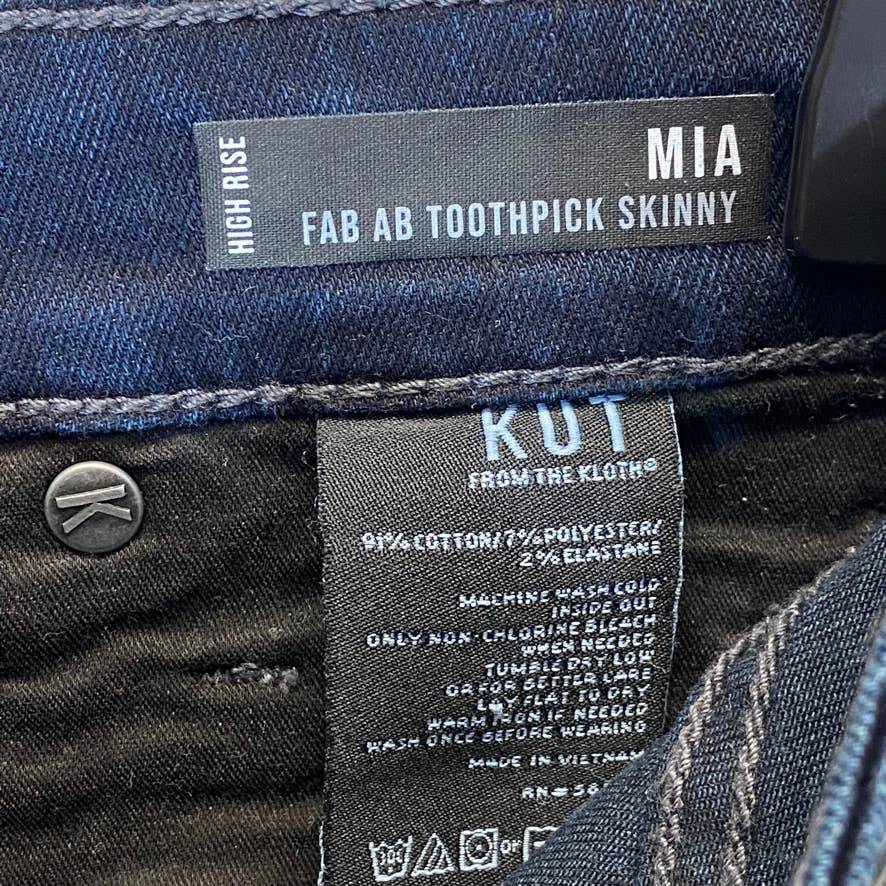 HIGH RISE
MIA
FAB AB TOOTHPICK SKINNY
KUT
FROM THE KLOTH®
91% COTTON/7% POLYESTER/
2% ELASTANE
MACHINE WASH COLD
INSIDE OUT
ONLY NON-CHLORINE BLEACH
WHEN NEEDED
TUMBLE DRY LOW
OR FOR BETTER CARE
LAY FLAT TO DRY
WARM IRON IF NEEDED
WASH ONCE BEFORE WEARING
MADE IN VIETNAM
RN#
OR
K